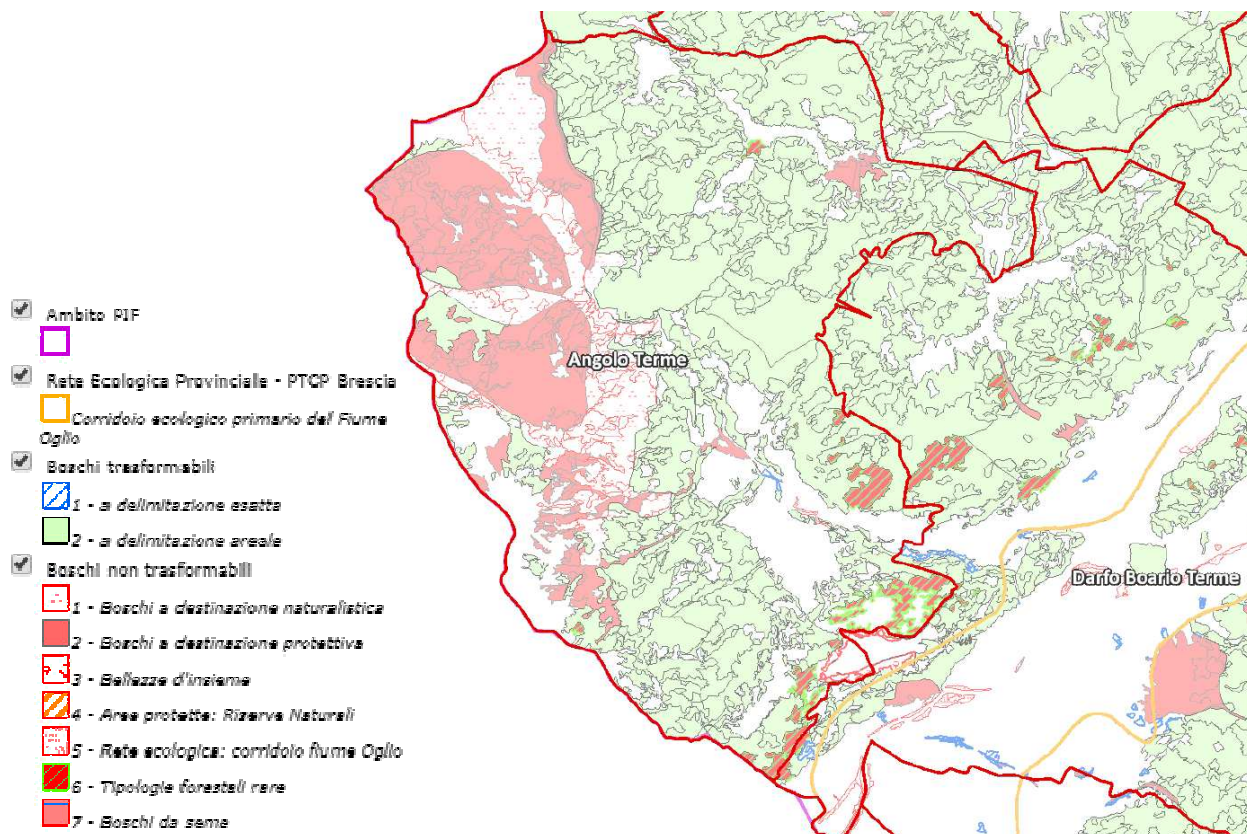 Ambito PIF
Rete Ecologica Provinciale - PTCP Brescia
Corridoio ecologico primario del Fiume
Oglio
Boschi trasformabili
1 - a delimitazione esatta
2 - a delimitazione areale
Boschi non trasformabili
1 - Boschi a destinazione naturalistica
2 - Boschi a destinazione protettiva
3 - Bellezze d'insieme
4 - Aree protette: Riserve Naturali
5 - Rete ecologica: corridoio fiume Oglio
6 - Tipologie forestali rare
7 - Boschi da seme
Angolo Terme
Darfo Boario Terme